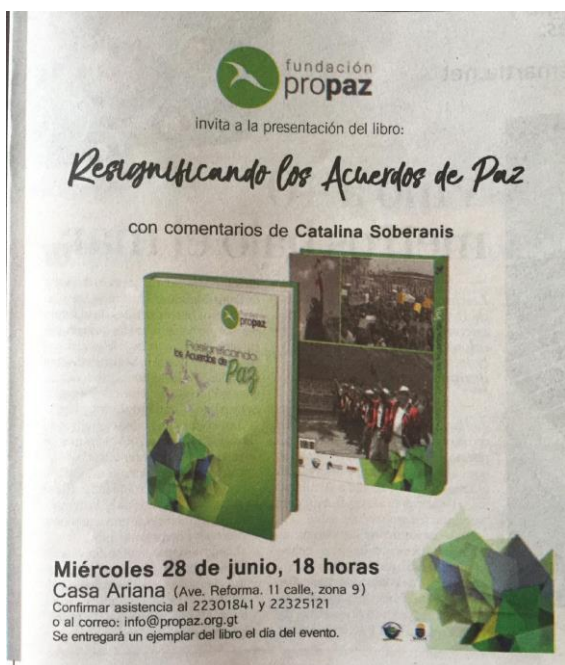 fundación
propaz
invita a la presentación del libro:
Resignificando los Acuerdos de Paz
con comentarios de Catalina Soberanis
fundación
propaz
Resignificando
los Acuerdos de
Paz
Miércoles 28 de junio, 18 horas
Casa Ariana (Ave. Reforma. 11 calle, zona 9)
Confirmar asistencia al 22301841 y 22325121
o al correo: info@propaz.org.gt
Se entregará un ejemplar del libro el día del evento.